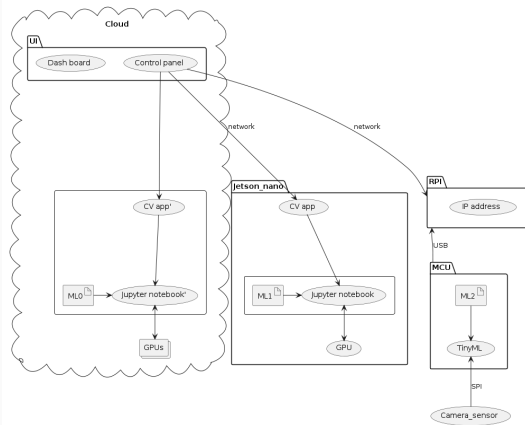 Cloud
UI
Dash board
Control panel
network
network
Jetson_nano
RPI
CV app'
CV app
IP address
USB
MCU
ML0
Jupyter notebook'
ML1
Jupyter notebook
ML2
GPUs
GPU
TinyML
SPI
Camera_sensor